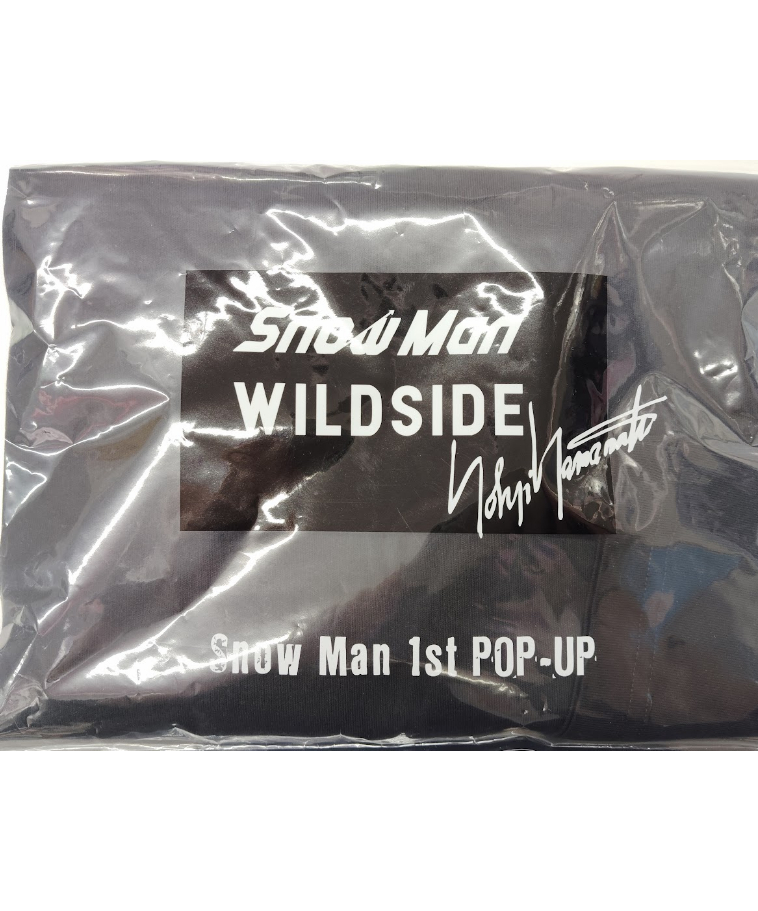 Snow Man
WILDSIDE
Yohji Yamamoto
Snow Man 1st POP-UP